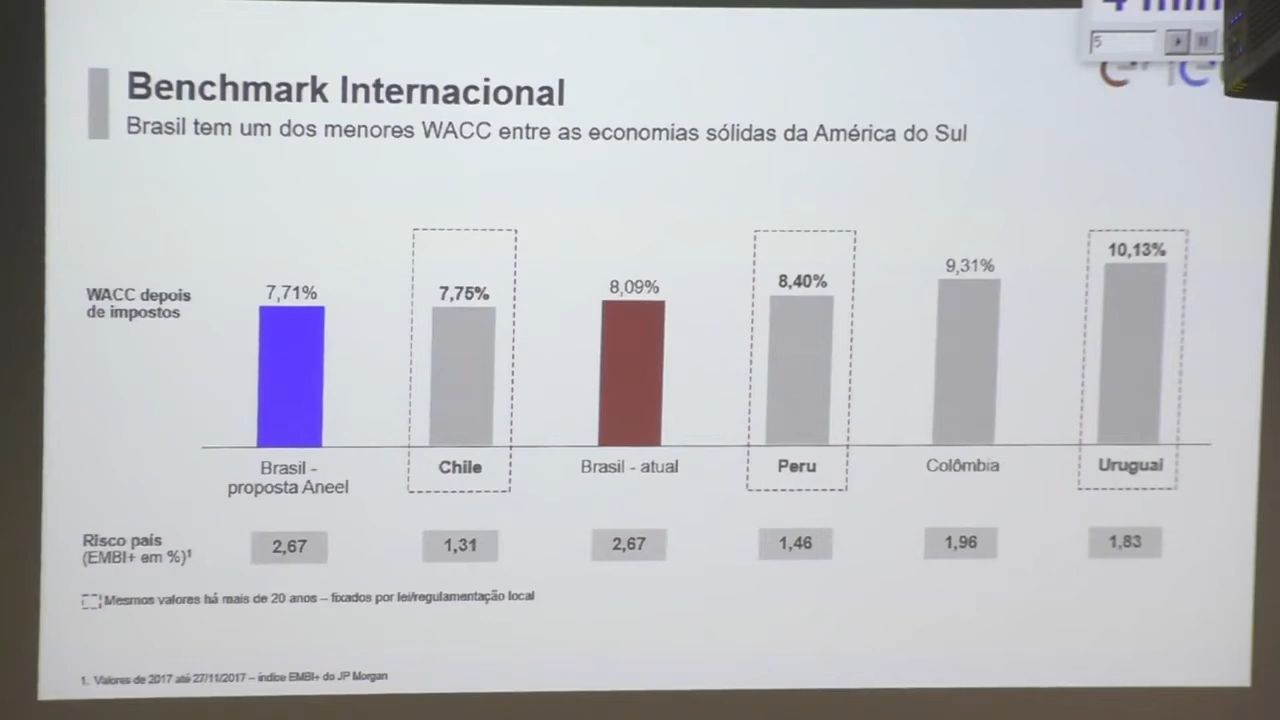 5
Benchmark Internacional
Brasil tem um dos menores WACC entre as economias sólidas da América do Sul
WACC depois
de impostos
7,71%
7,75%
8,09%
8,40%
9,31%
10,13%
Brasil -
proposta Aneel
Chile
Brasil - atual
Peru
Colômbia
Uruguai
Risco país
(EMBI+ em %)¹
2,67
1,31
2,67
1,46
1,96
1,83
Mesmos valores há mais de 20 anos – fixados por lei/regulamentação local
1. Valores de 2017 até 27/11/2017 – índice EMBI+ do JP Morgan